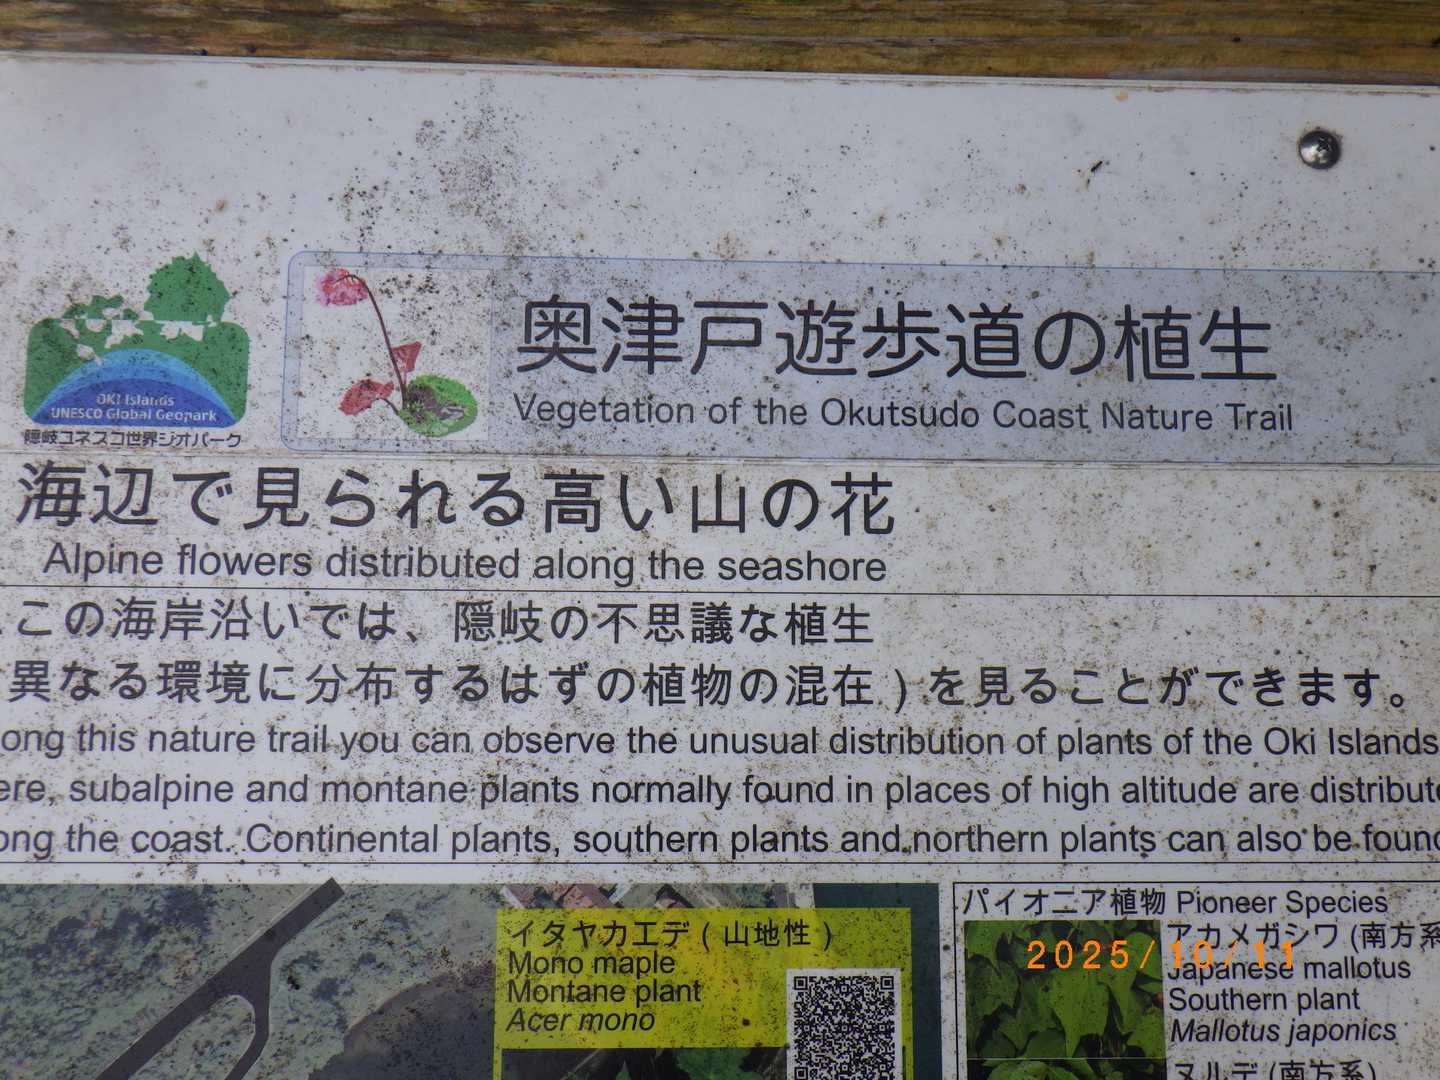 OKI Islands
UNESCO Global Geopark
隠岐ユネスコ世界ジオパーク
奥津戸遊歩道の植生
Vegetation of the Okutsudo Coast Nature Trail
海辺で見られる高い山の花
Alpine flowers distributed along the seashore
この海岸沿いでは、隠岐の不思議な植生
異なる環境に分布するはずの植物の混在)を見ることができます。
ong this nature trail you can observe the unusual distribution of plants of the Oki Islands
ere, subalpine and montane plants normally found in places of high altitude are distribute
ong the coast. Continental plants, southern plants and northern plants can also be found
イタヤカエデ(山地性)
Mono maple
Montane plant
Acer mono
パイオニア植物 Pioneer Species
アカメガシワ(南方系
Japanese mallotus
Southern plant
Mallotus japonics
ヌルデ(南方系)
2025/10/11